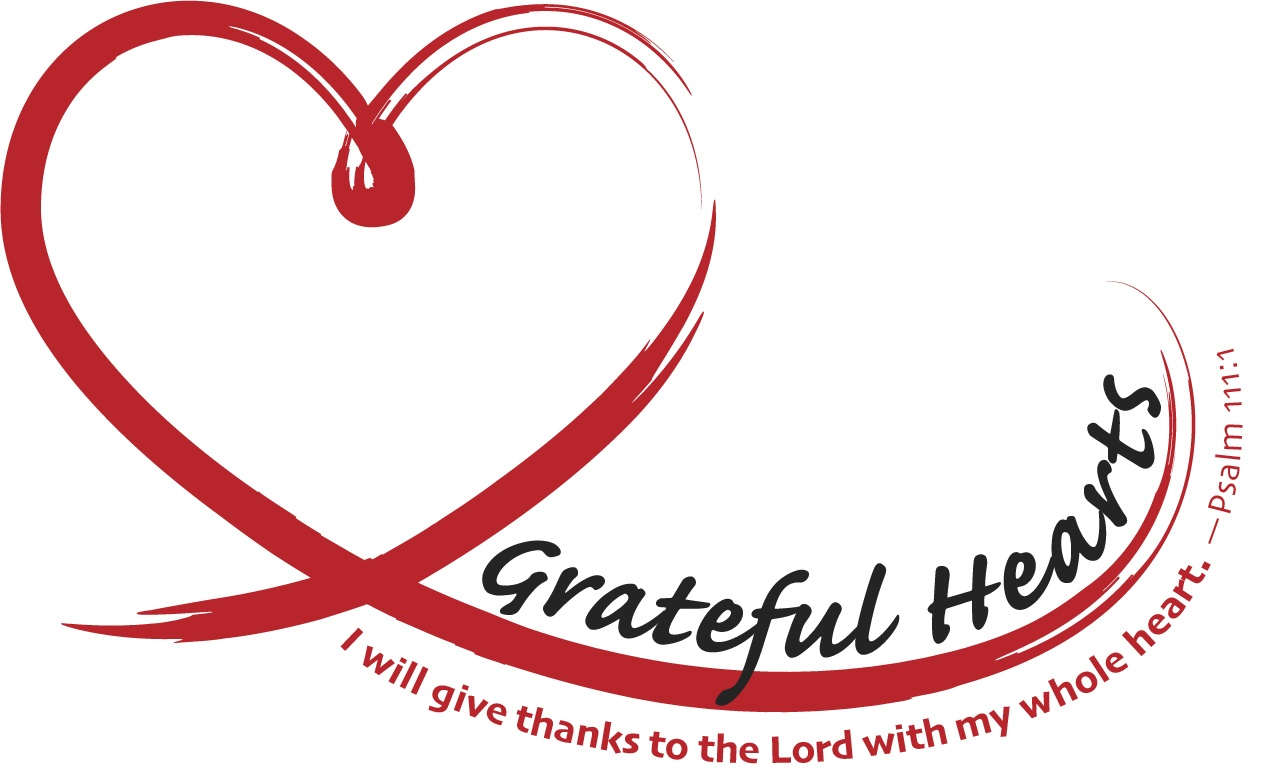 Grateful Hearts
I will give thanks to the Lord with my whole heart. — Psalm 111:1